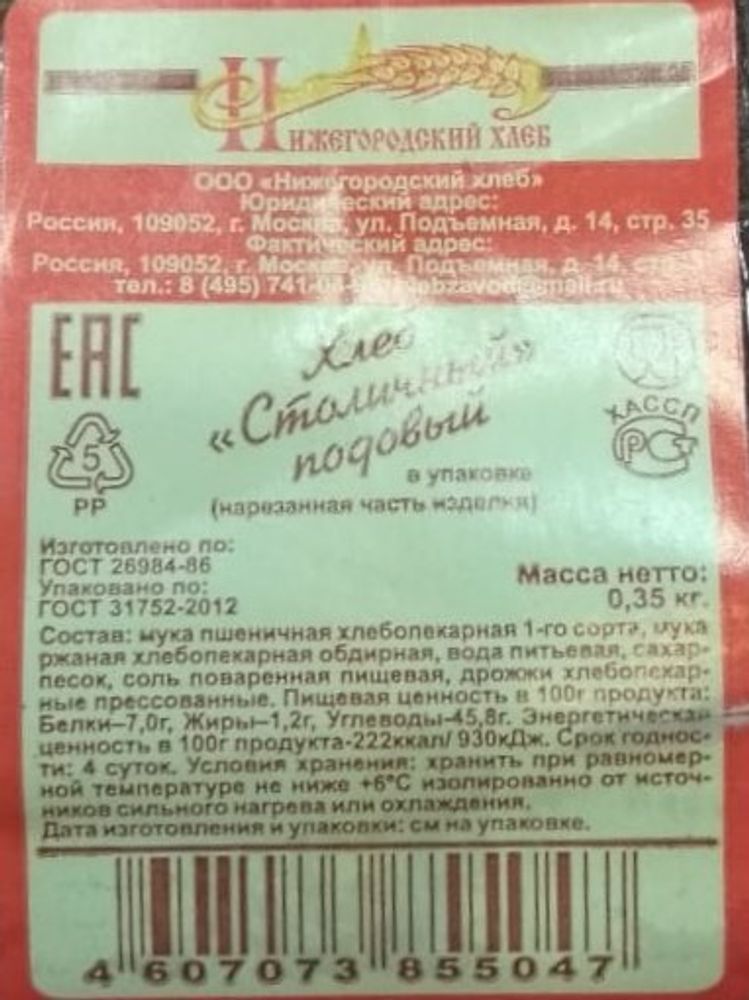 НИЖЕГОРОДСКИЙ ХЛЕБ
ООО «Нижегородский хлеб»
Юридический адрес:
Россия, 109052, г. Москва, ул. Подъемная, д. 14, стр. 35
Фактический адрес:
Россия, 109052, г. Москва, ул. Подъемная, д. 14,
тел.: 8 (495)
ЕАС
Хлеб
«Столичный»
подовый
в упаковке
(нарезанная часть изделия)
5
PP
ХАССП
РСТ
Изготовлено по:
ГОСТ 26984-86
Упаковано по:
ГОСТ 31752-2012
Масса нетто:
0,35 кг.
Состав: мука пшеничная хлебопекарная 1-го сорта, мука
ржаная хлебопекарная обдирная, вода питьевая, сахар-
песок, соль поваренная пищевая, дрожжи хлебопекар-
ные прессованные. Пищевая ценность в 100г продукта:
Белки–7,0г, Жиры–1,2г, Углеводы-45,8г. Энергетическая
ценность в 100г продукта-222ккал/ 930кДж. Срок годнос-
ти: 4 суток. Условия хранения: хранить при равномер-
ной температуре не ниже +6°С изолированно от источ-
ников сильного нагрева или охлаждения.
Дата изготовления и упаковки: см на упаковке.
4 607073 855047